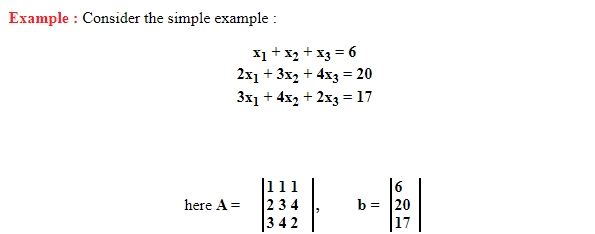 Example : Consider the simple example :
x1 + x2 + x3 = 6
2x1 + 3x2 + 4x3 = 20
3x1 + 4x2 + 2x3 = 17
1 1 1 6
here A = 2 3 4 , b = 20
3 4 2 17